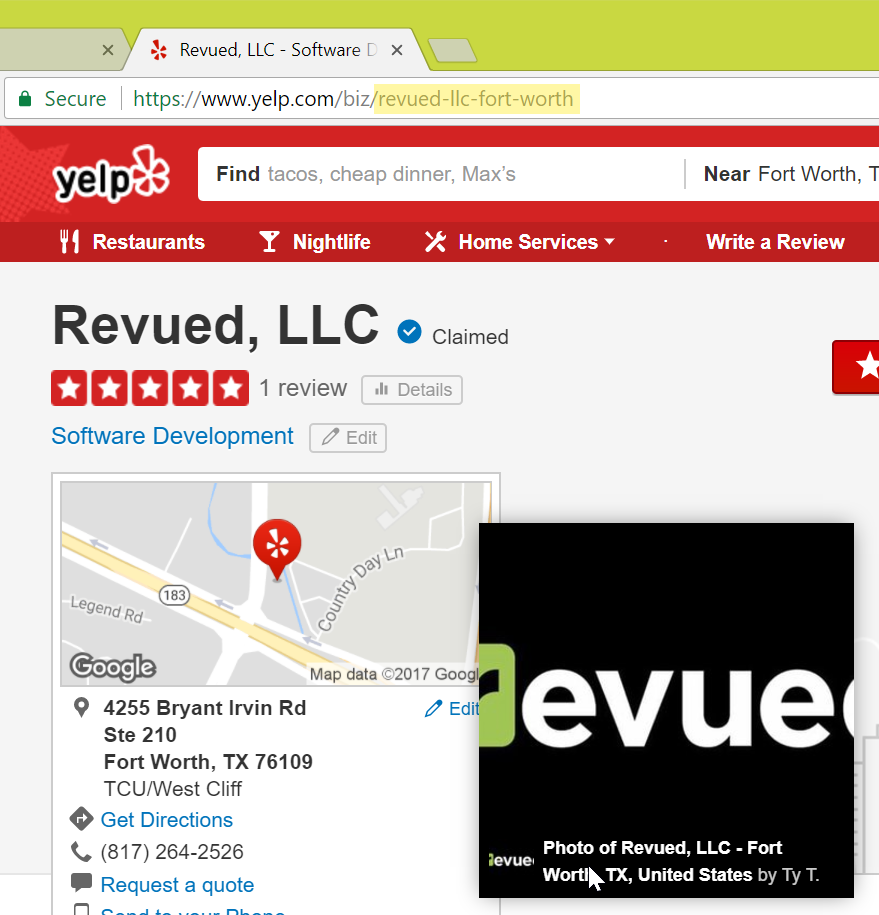 Revued, LLC - Software D
Secure https://www.yelp.com/biz/revued-llc-fort-worth
yelp Find tacos, cheap dinner, Max's Near Fort Worth, T
Restaurants Nightlife Home Services · Write a Review
Revued, LLC Claimed
1 review Details
Software Development Edit
183
Legend Rd
Country Day Ln
Google Map data ©2017 Googl
4255 Bryant Irvin Rd Edit
Ste 210
Fort Worth, TX 76109
TCU/West Cliff
Get Directions
(817) 264-2526
Request a quote
Send to your Phone
revued
Photo of Revued, LLC - Fort
evue Worth, TX, United States by Ty T.